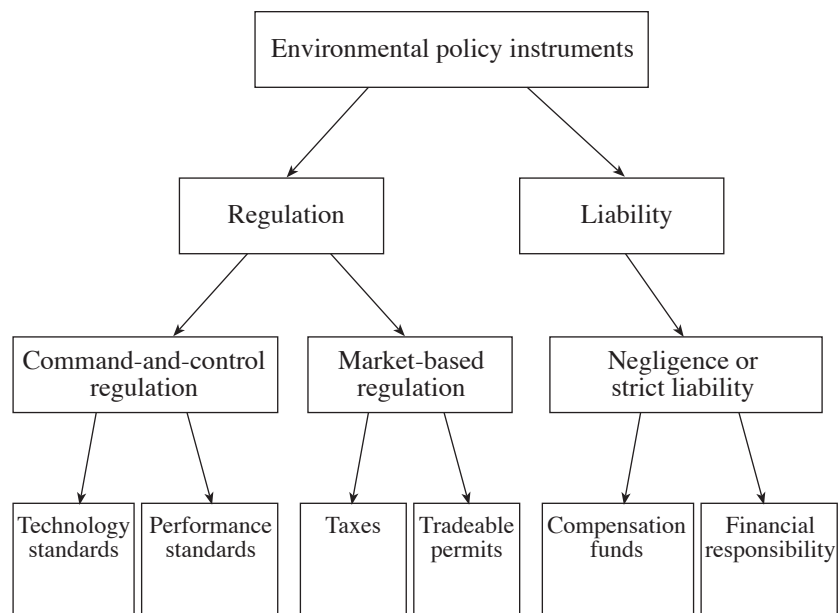 Environmental policy instruments
Regulation
Liability
Command-and-control
regulation
Market-based
regulation
Negligence or
strict liability
Technology
standards
Performance
standards
Taxes
Tradeable
permits
Compensation
funds
Financial
responsibility